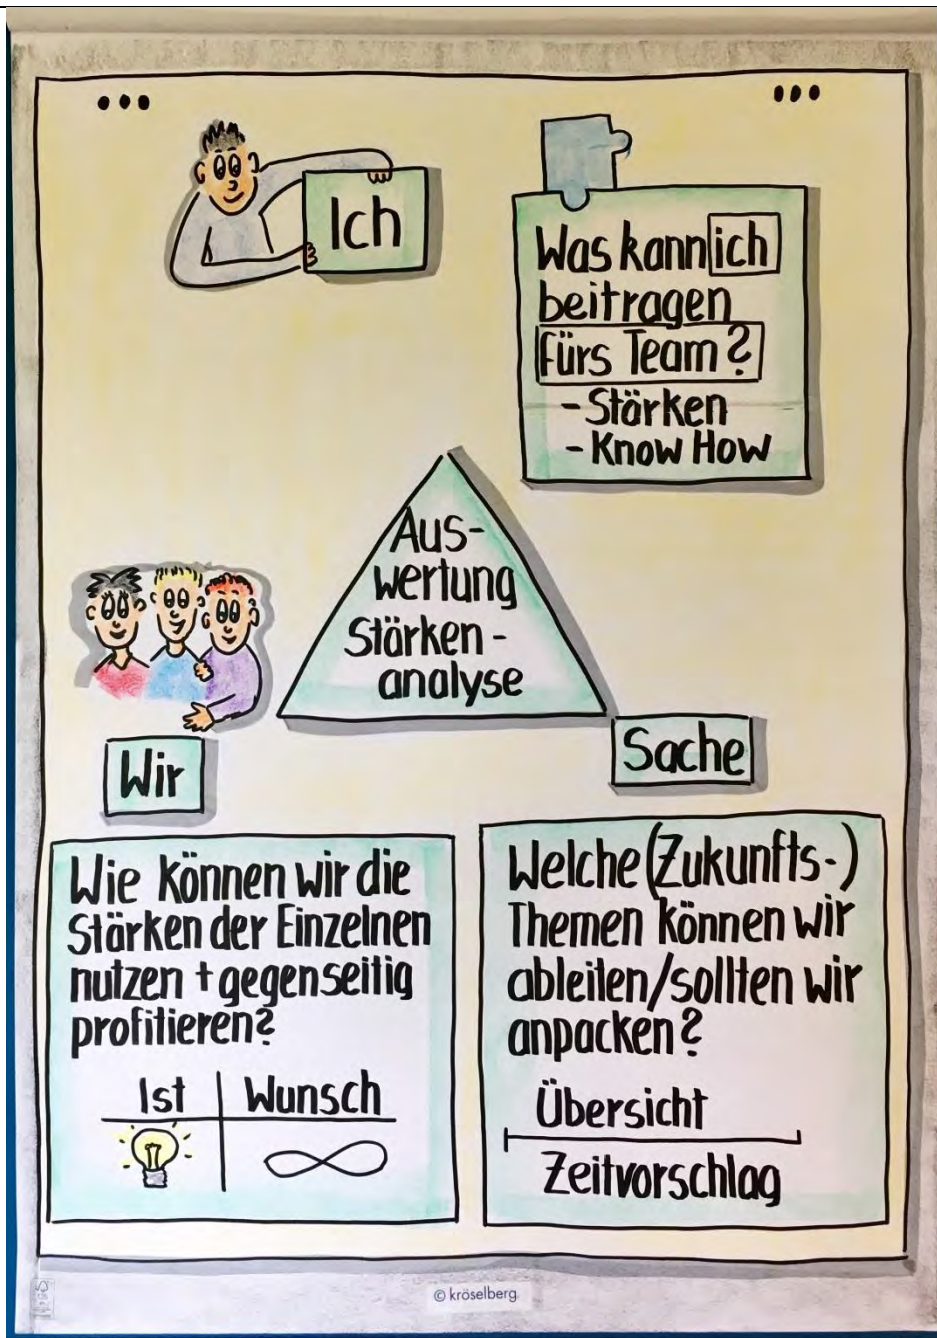 Ich
Was kann ich
beitragen
fürs Team?
- Stärken
- Know How
Aus-
wertung
Stärken-
analyse
Wir
Sache
Wie können wir die
Stärken der Einzelnen
nutzen + gegenseitig
profitieren?
Ist | Wunsch
Welche (Zukunfts-)
Themen können wir
ableiten/sollten wir
anpacken?
Übersicht
Zeitvorschlag
© kröselberg.